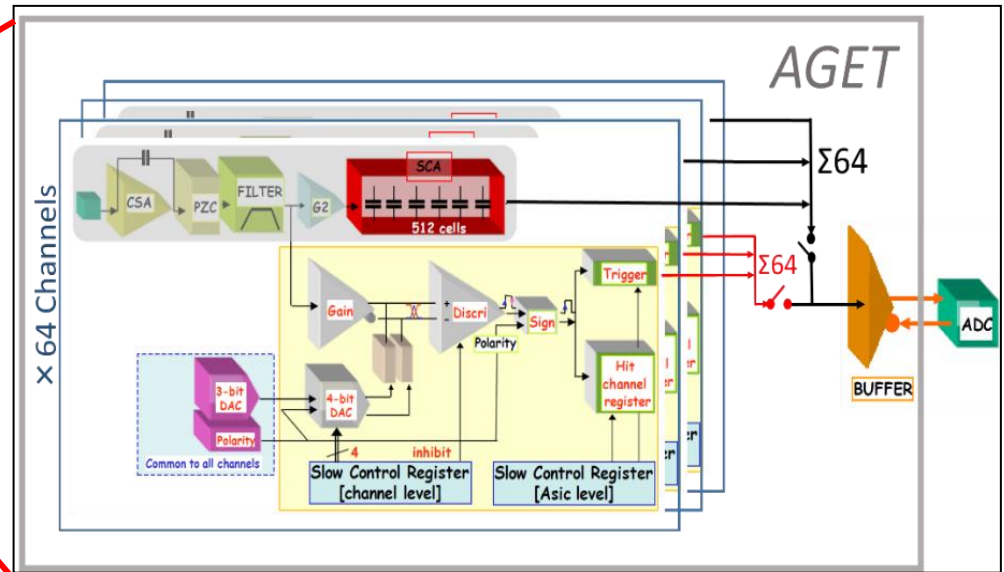 AGET
× 64 Channels
CSA
PZC
FILTER
G2
SCA
512 cells
Σ64
Σ64
Gain
+
−
Discri
Polarity
Sign
Trigger
Hit
channel
register
3-bit
DAC
Polarity
Common to all channels
4-bit
DAC
4
inhibit
Slow Control Register
[channel level]
Slow Control Register
[Asic level]
BUFFER
ADC